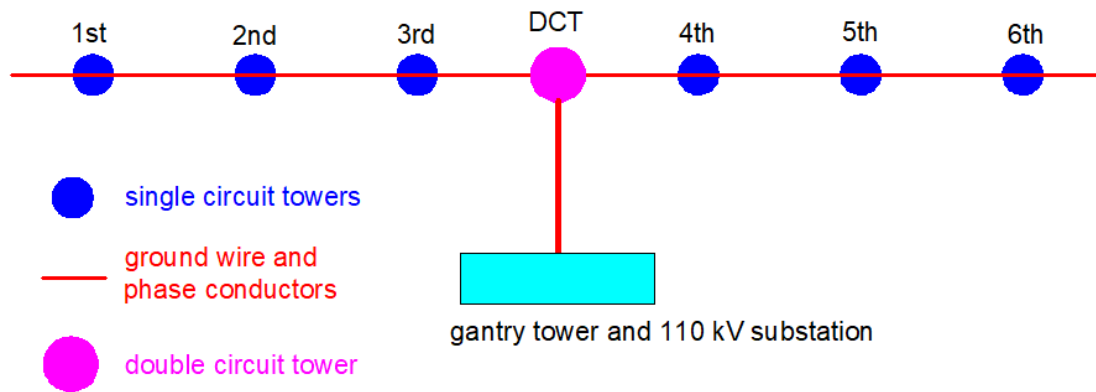 1st 2nd 3rd DCT 4th 5th 6th
single circuit towers
ground wire and
phase conductors
gantry tower and 110 kV substation
double circuit tower